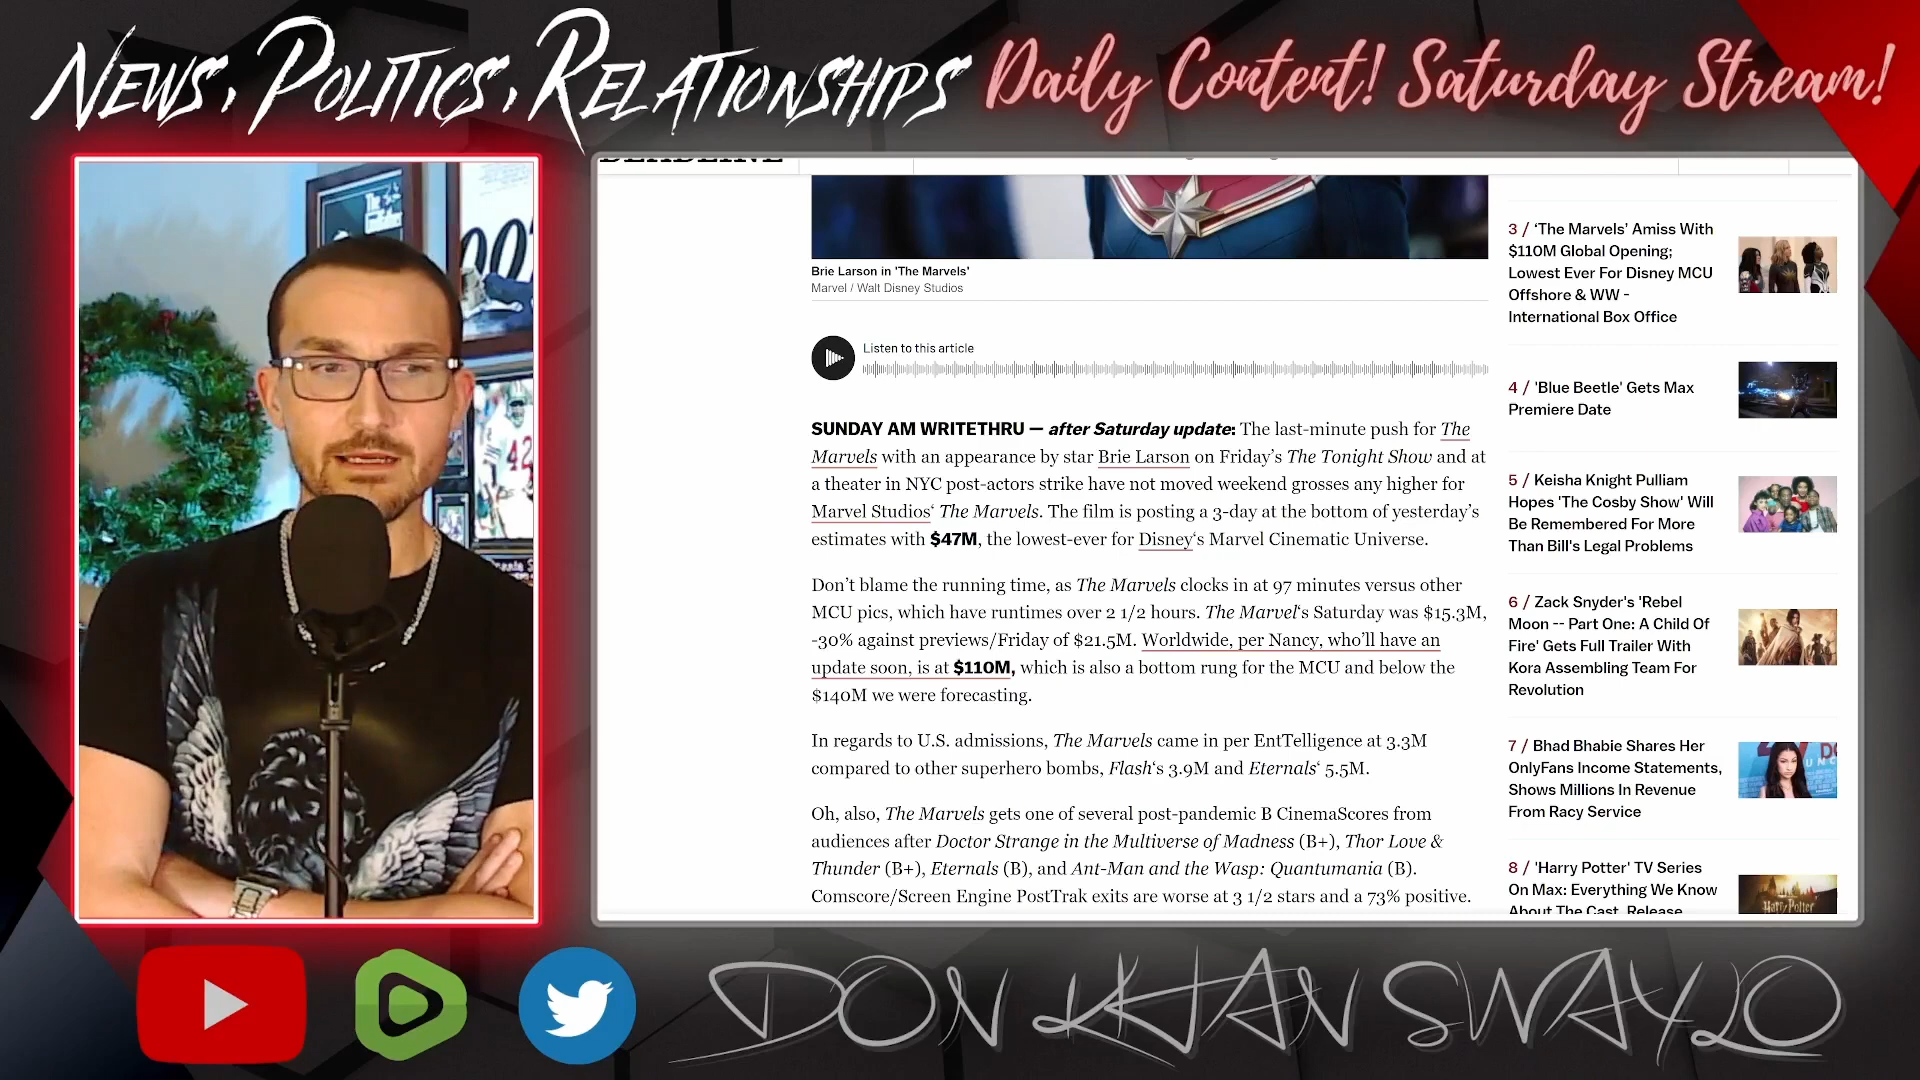 NEWS, POLITICS, RELATIONSHIPS
Daily Content! Saturday Stream!
007
42
Brie Larson in 'The Marvels'
Marvel / Walt Disney Studios
Listen to this article
SUNDAY AM WRITETHRU — after Saturday update: The last-minute push for The
Marvels with an appearance by star Brie Larson on Friday's The Tonight Show and at
a theater in NYC post-actors strike have not moved weekend grosses any higher for
Marvel Studios‘ The Marvels. The film is posting a 3-day at the bottom of yesterday's
estimates with $47M, the lowest-ever for Disney‘s Marvel Cinematic Universe.
Don't blame the running time, as The Marvels clocks in at 97 minutes versus other
MCU pics, which have runtimes over 2 1/2 hours. The Marvel‘s Saturday was $15.3M,
-30% against previews/Friday of $21.5M. Worldwide, per Nancy, who'll have an
update soon, is at $110M, which is also a bottom rung for the MCU and below the
$140M we were forecasting.
In regards to U.S. admissions, The Marvels came in per EntTelligence at 3.3M
compared to other superhero bombs, Flash‘s 3.9M and Eternals‘ 5.5M.
Oh, also, The Marvels gets one of several post-pandemic B CinemaScores from
audiences after Doctor Strange in the Multiverse of Madness (B+), Thor Love &
Thunder (B+), Eternals (B), and Ant-Man and the Wasp: Quantumania (B).
Comscore/Screen Engine PostTrak exits are worse at 3 1/2 stars and a 73% positive.
3 / ‘The Marvels’ Amiss With
$110M Global Opening;
Lowest Ever For Disney MCU
Offshore & WW -
International Box Office
4 / 'Blue Beetle' Gets Max
Premiere Date
5 / Keisha Knight Pulliam
Hopes 'The Cosby Show' Will
Be Remembered For More
Than Bill's Legal Problems
6 / Zack Snyder's 'Rebel
Moon -- Part One: A Child Of
Fire' Gets Full Trailer With
Kora Assembling Team For
Revolution
7 / Bhad Bhabie Shares Her
OnlyFans Income Statements,
Shows Millions In Revenue
From Racy Service
8 / 'Harry Potter' TV Series
On Max: Everything We Know
About The Cast, Release
Harry Potter
DON KHAN SWAYLO